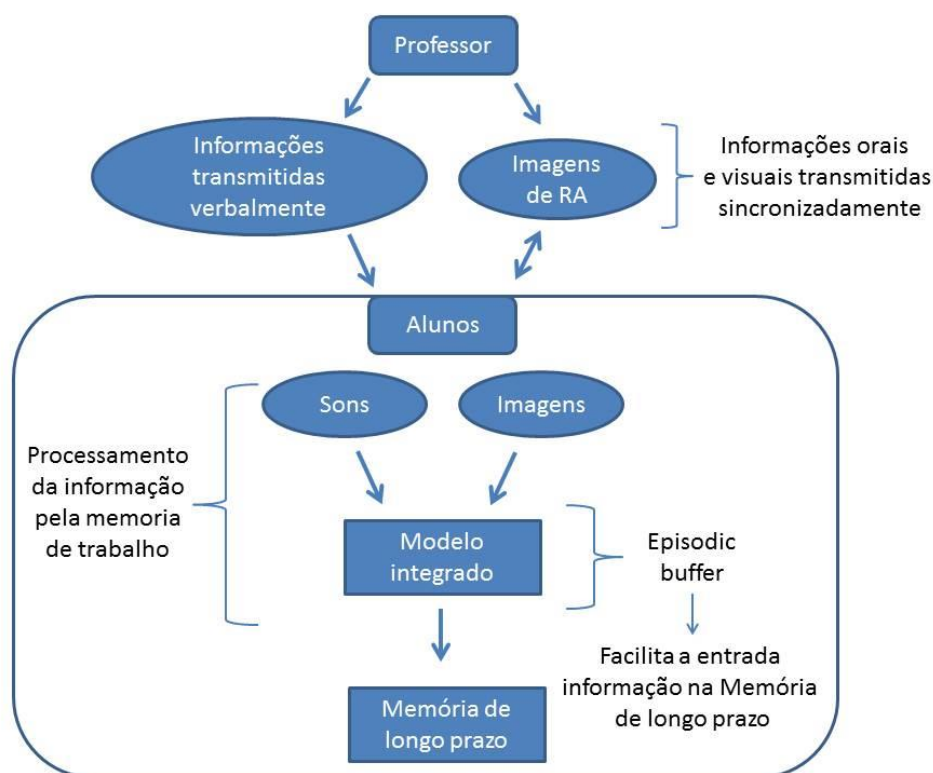 Professor
Informações
transmitidas
verbalmente
Imagens
de RA
Informações orais
e visuais transmitidas
sincronizadamente
Alunos
Sons
Imagens
Processamento
da informação
pela memoria
de trabalho
Modelo
integrado
Episodic
buffer
Facilita a entrada
informação na Memória
de longo prazo
Memória de
longo prazo